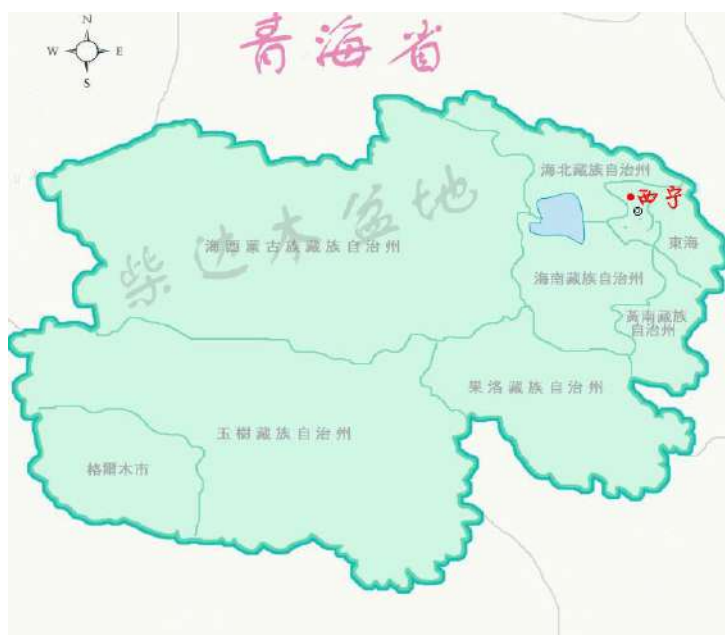 N
青海省
W E
S
海北藏族自治州
西宁
柴达木盆地
東海
海西蒙古族藏族自治州
海南藏族自治州
黃南藏族
自治州
果洛藏族自治州
玉樹藏族自治州
格爾木市